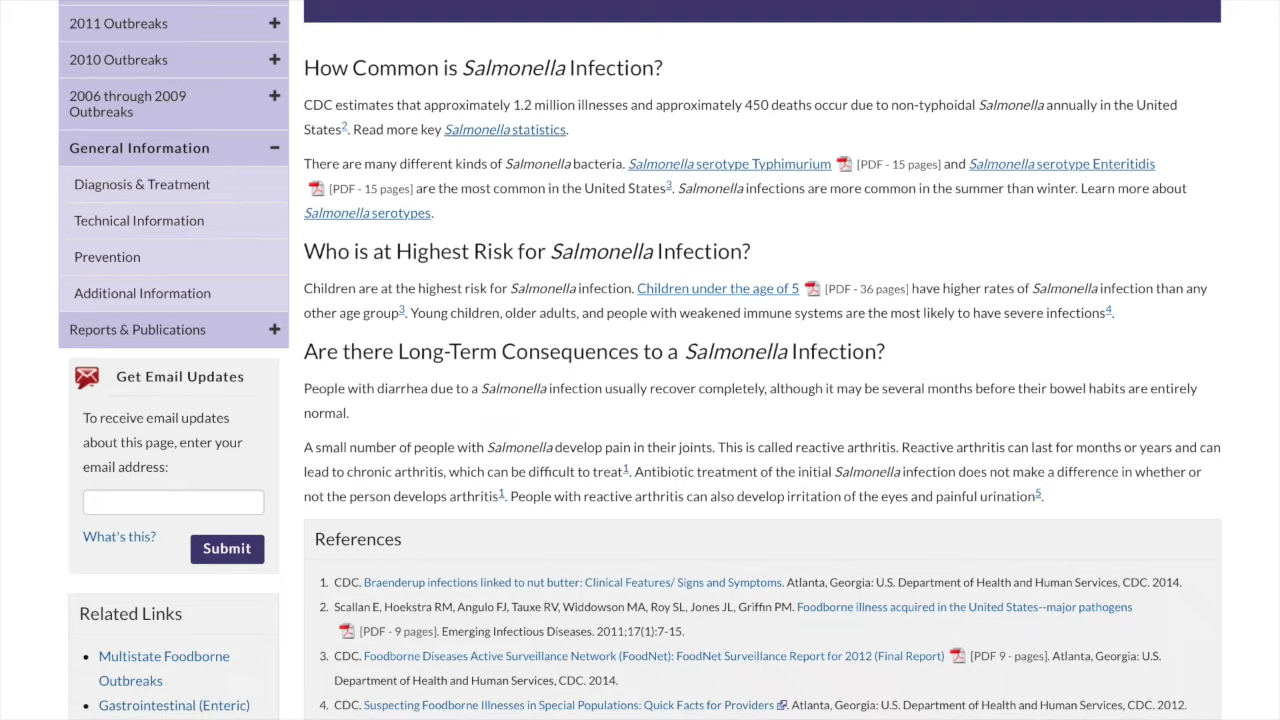 2011 Outbreaks
2010 Outbreaks
2006 through 2009
Outbreaks
General Information
Diagnosis & Treatment
Technical Information
Prevention
Additional Information
Reports & Publications
Get Email Updates
To receive email updates
about this page, enter your
email address:
What's this?
Submit
Related Links
Multistate Foodborne
Outbreaks
Gastrointestinal (Enteric)
How Common is Salmonella Infection?
CDC estimates that approximately 1.2 million illnesses and approximately 450 deaths occur due to non-typhoidal Salmonella annually in the United
States2. Read more key Salmonella statistics.
There are many different kinds of Salmonella bacteria. Salmonella serotype Typhimurium [PDF - 15 pages] and Salmonella serotype Enteritidis
[PDF - 15 pages] are the most common in the United States3. Salmonella infections are more common in the summer than winter. Learn more about
Salmonella serotypes.
Who is at Highest Risk for Salmonella Infection?
Children are at the highest risk for Salmonella infection. Children under the age of 5 [PDF - 36 pages] have higher rates of Salmonella infection than any
other age group3. Young children, older adults, and people with weakened immune systems are the most likely to have severe infections4.
Are there Long-Term Consequences to a Salmonella Infection?
People with diarrhea due to a Salmonella infection usually recover completely, although it may be several months before their bowel habits are entirely
normal.
A small number of people with Salmonella develop pain in their joints. This is called reactive arthritis. Reactive arthritis can last for months or years and can
lead to chronic arthritis, which can be difficult to treat1. Antibiotic treatment of the initial Salmonella infection does not make a difference in whether or
not the person develops arthritis1. People with reactive arthritis can also develop irritation of the eyes and painful urination5.
References
1. CDC. Braenderup infections linked to nut butter: Clinical Features/ Signs and Symptoms. Atlanta, Georgia: U.S. Department of Health and Human Services, CDC. 2014.
2. Scallan E, Hoekstra RM, Angulo FJ, Tauxe RV, Widdowson MA, Roy SL, Jones JL, Griffin PM. Foodborne illness acquired in the United States--major pathogens
[PDF - 9 pages]. Emerging Infectious Diseases. 2011;17(1):7-15.
3. CDC. Foodborne Diseases Active Surveillance Network (FoodNet): FoodNet Surveillance Report for 2012 (Final Report) [PDF 9 - pages]. Atlanta, Georgia: U.S.
Department of Health and Human Services, CDC. 2014.
4. CDC. Suspecting Foodborne Illnesses in Special Populations: Quick Facts for Providers. Atlanta, Georgia: U.S. Department of Health and Human Services, CDC. 2012.